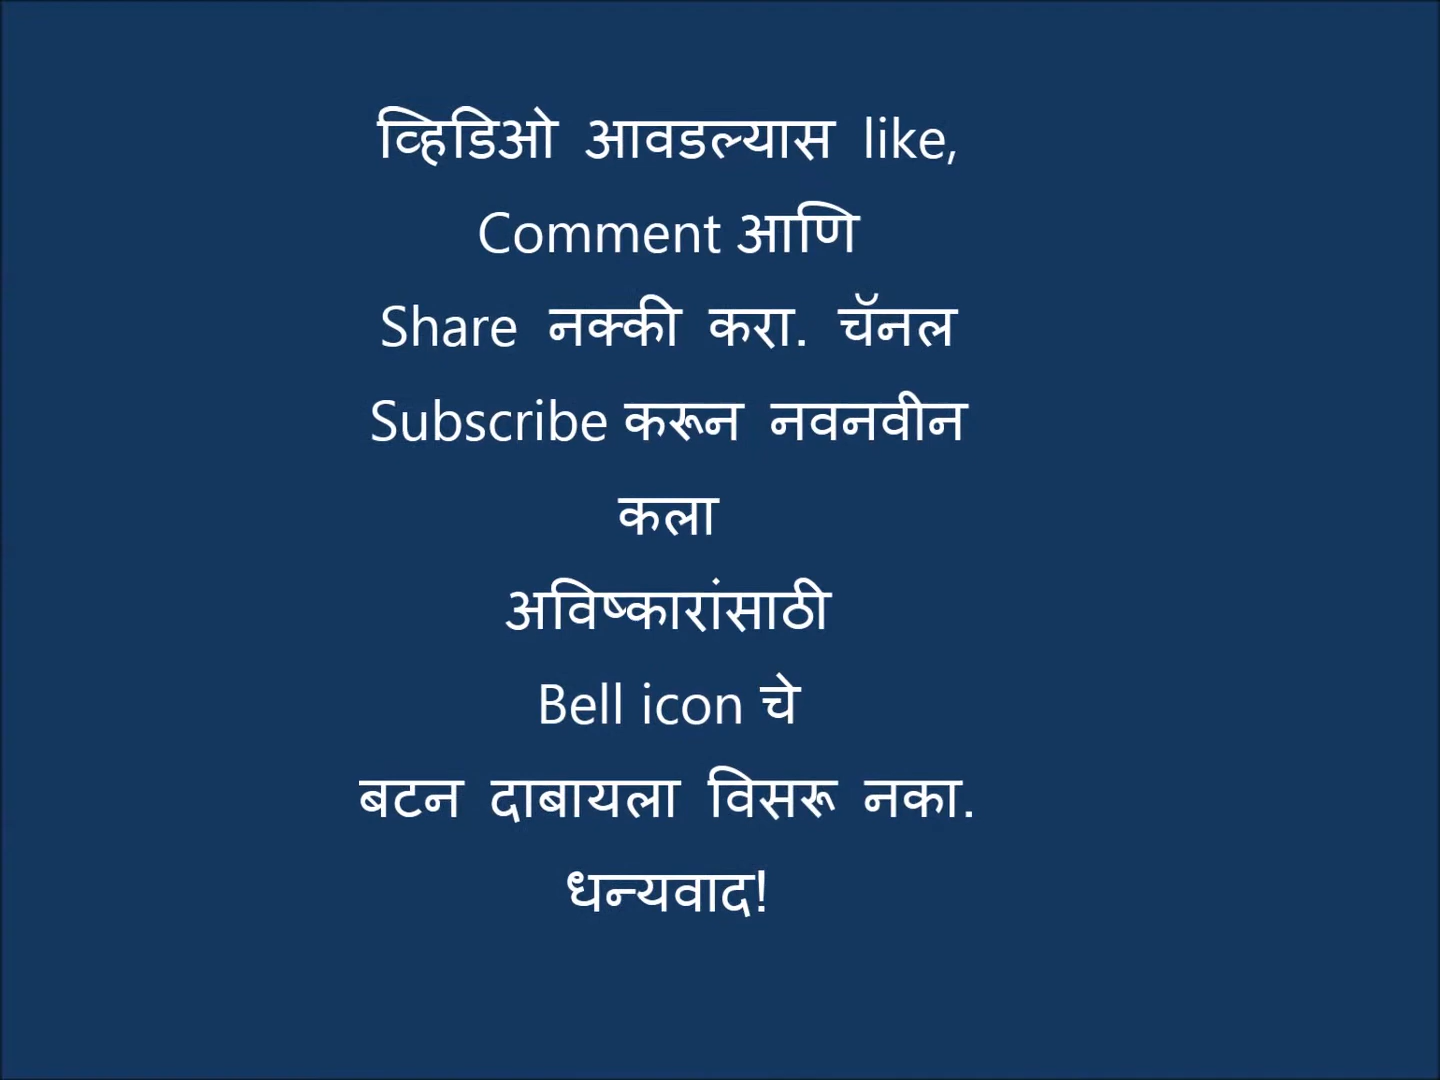 व्हिडिओ आवडल्यास like,
Comment आणि
Share नक्की करा. चॅनल
Subscribe करून नवनवीन
कला
अविष्कारांसाठी
Bell icon चे
बटन दाबायला विसरू नका.
धन्यवाद!